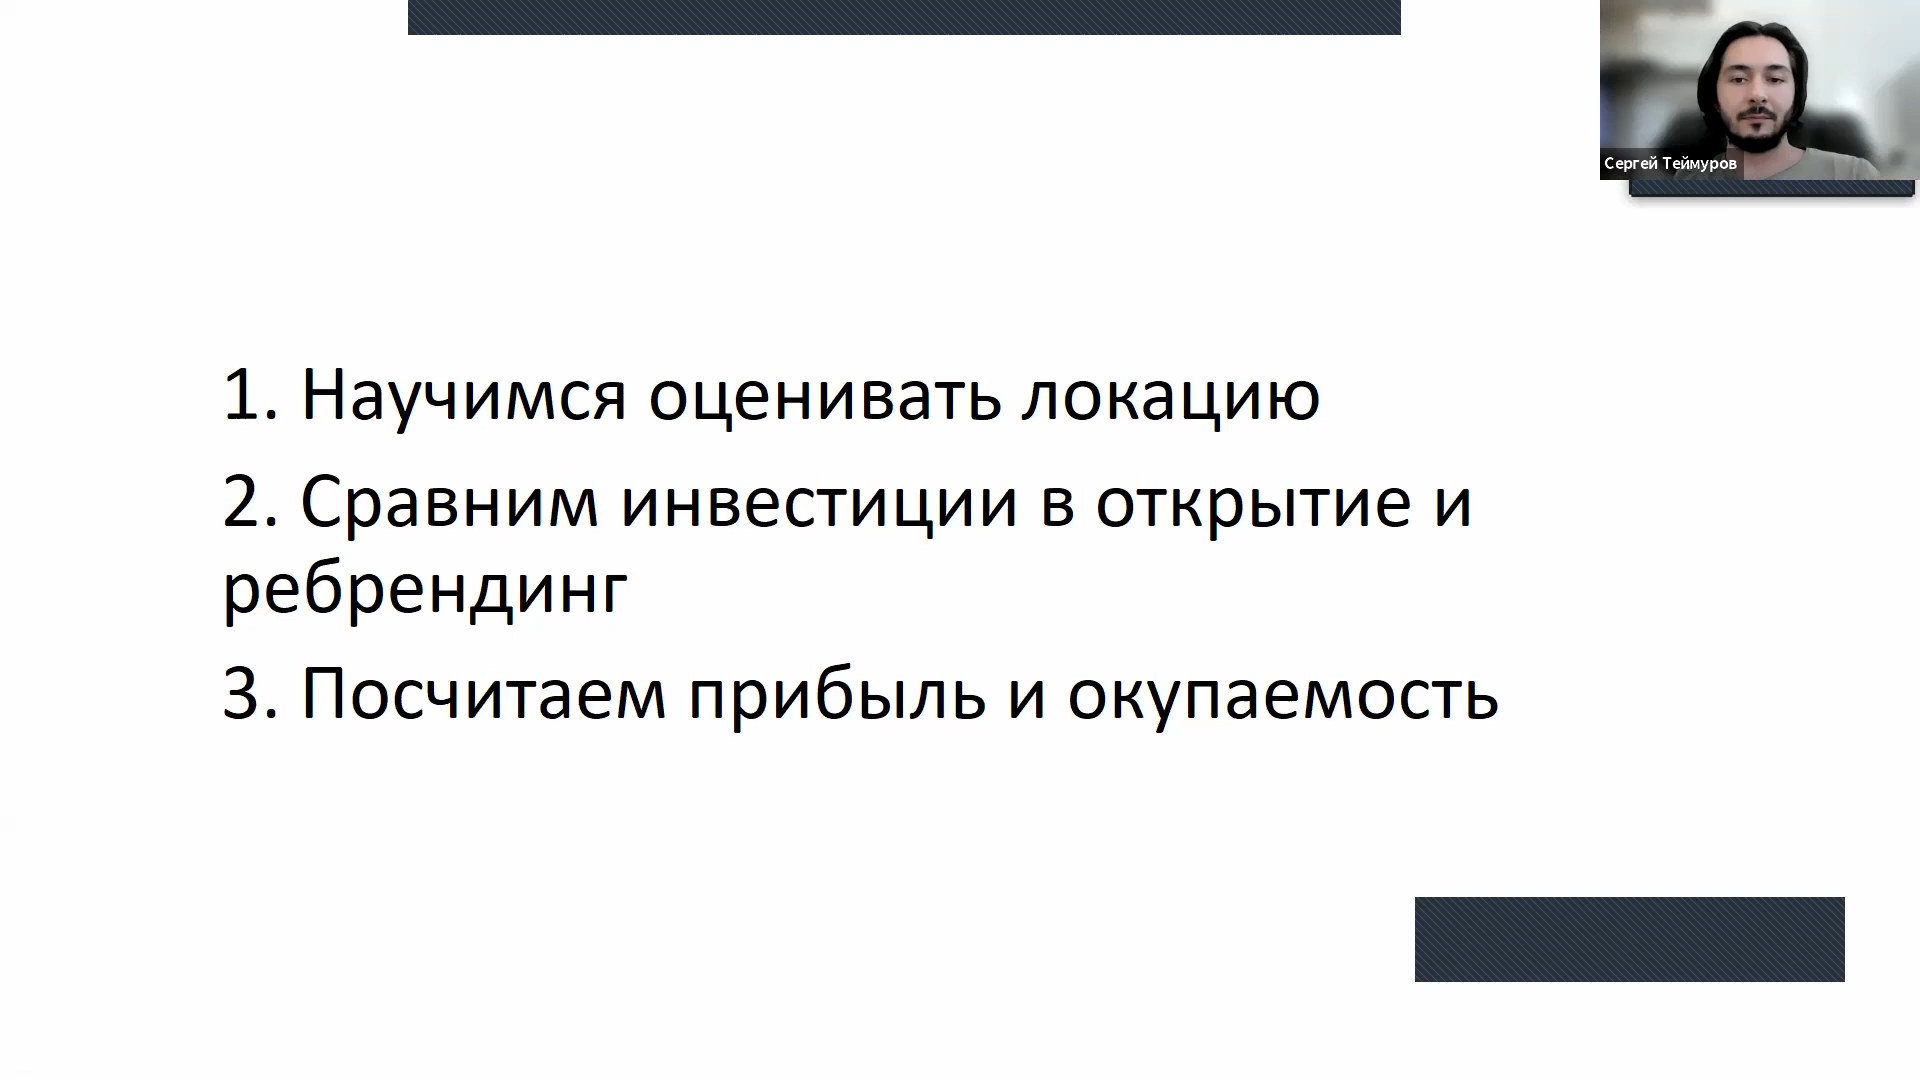 Сергей Теймуров
1. Научимся оценивать локацию
2. Сравним инвестиции в открытие и
ребрендинг
3. Посчитаем прибыль и окупаемость